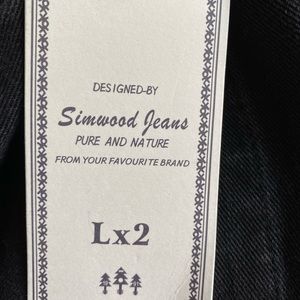 DESIGNED-BY
Simwood Jeans
PURE AND NATURE
FROM YOUR FAVOURITE BRAND
Lx2